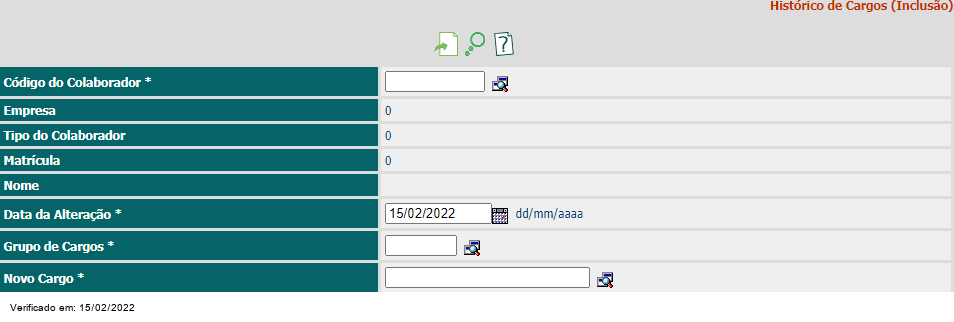 Histórico de Cargos (Inclusão)
?
Código do Colaborador *
Empresa 0
Tipo do Colaborador 0
Matrícula 0
Nome
Data da Alteração * 15/02/2022 dd/mm/aaaa
Grupo de Cargos *
Novo Cargo *
Verificado em: 15/02/2022